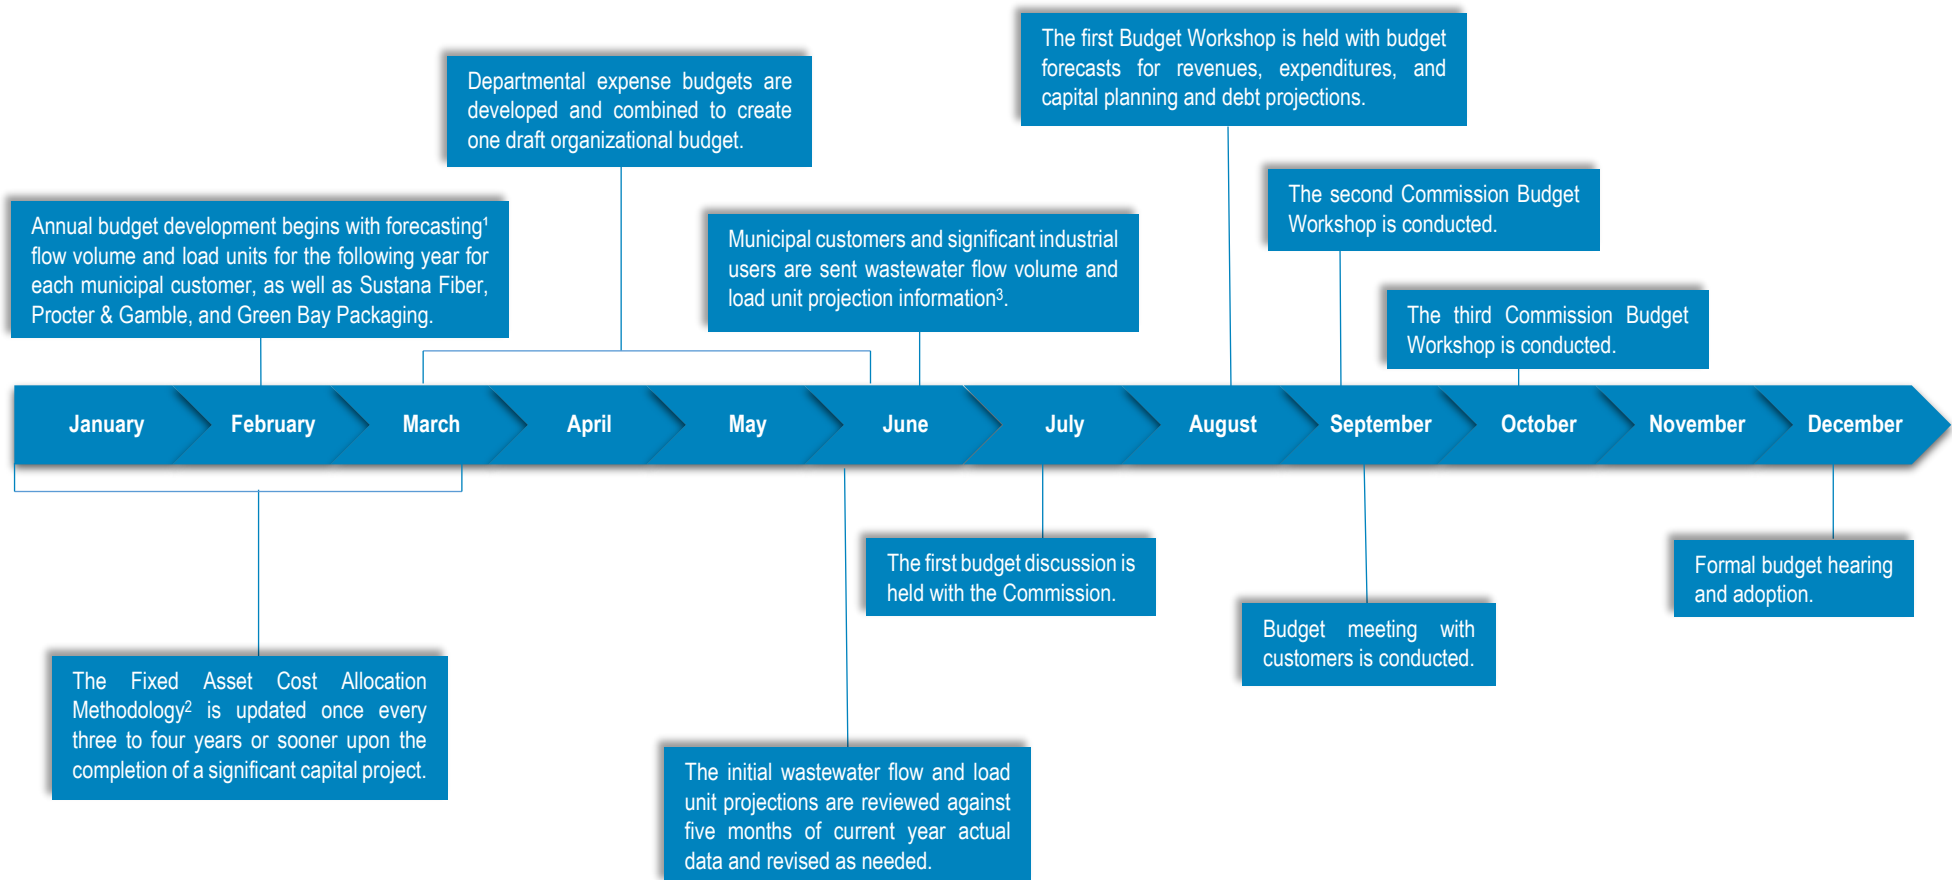 The first Budget Workshop is held with budget
forecasts for revenues, expenditures, and
capital planning and debt projections.
Departmental expense budgets are
developed and combined to create
one draft organizational budget.
The second Commission Budget
Workshop is conducted.
Annual budget development begins with forecasting¹
flow volume and load units for the following year for
each municipal customer, as well as Sustana Fiber,
Procter & Gamble, and Green Bay Packaging.
Municipal customers and significant industrial
users are sent wastewater flow volume and
load unit projection information³.
The third Commission Budget
Workshop is conducted.
January
February
March
April
May
June
July
August
September
October
November
December
The first budget discussion is
held with the Commission.
Formal budget hearing
and adoption.
Budget meeting with
customers is conducted.
The Fixed Asset Cost Allocation
Methodology² is updated once every
three to four years or sooner upon the
completion of a significant capital project.
The initial wastewater flow and load
unit projections are reviewed against
five months of current year actual
data and revised as needed.